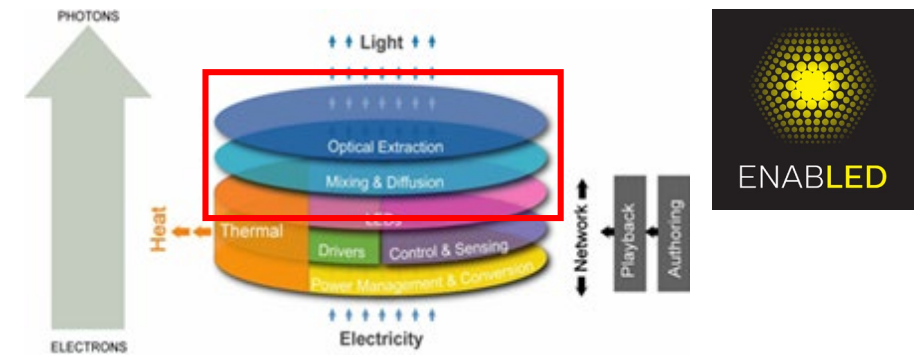 PHOTONS
Light
Optical Extraction
Mixing & Diffusion
LEDs
Thermal
Heat
Drivers
Control & Sensing
Power Management & Conversion
Network
Playback
Authoring
Electricity
ELECTRONS
ENABLED